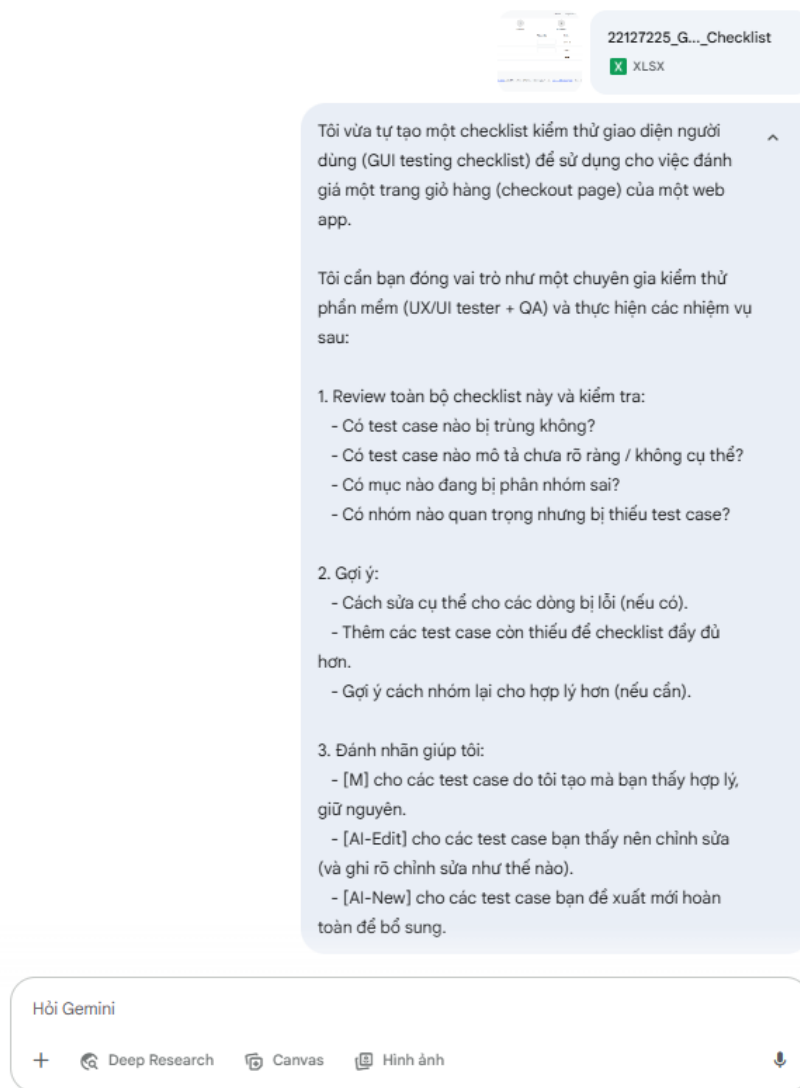 22127225_G..._Checklist
XLSX
Tôi vừa tự tạo một checklist kiểm thử giao diện người
dùng (GUI testing checklist) để sử dụng cho việc đánh
giá một trang giỏ hàng (checkout page) của một web
app.
Tôi cần bạn đóng vai trò như một chuyên gia kiểm thử
phần mềm (UX/UI tester + QA) và thực hiện các nhiệm vụ
sau:
1. Review toàn bộ checklist này và kiểm tra:
- Có test case nào bị trùng không?
- Có test case nào mô tả chưa rõ ràng / không cụ thể?
- Có mục nào đang bị phân nhóm sai?
- Có nhóm nào quan trọng nhưng bị thiếu test case?
2. Gợi ý:
- Cách sửa cụ thể cho các dòng bị lỗi (nếu có).
- Thêm các test case còn thiếu để checklist đầy đủ
hơn.
- Gợi ý cách nhóm lại cho hợp lý hơn (nếu cần).
3. Đánh nhãn giúp tôi:
- [M] cho các test case do tôi tạo mà bạn thấy hợp lý,
giữ nguyên.
- [AI-Edit] cho các test case bạn thấy nên chỉnh sửa
(và ghi rõ chỉnh sửa như thế nào).
- [AI-New] cho các test case bạn đề xuất mới hoàn
toàn để bổ sung.
Hỏi Gemini
Deep Research
Canvas
Hình ảnh